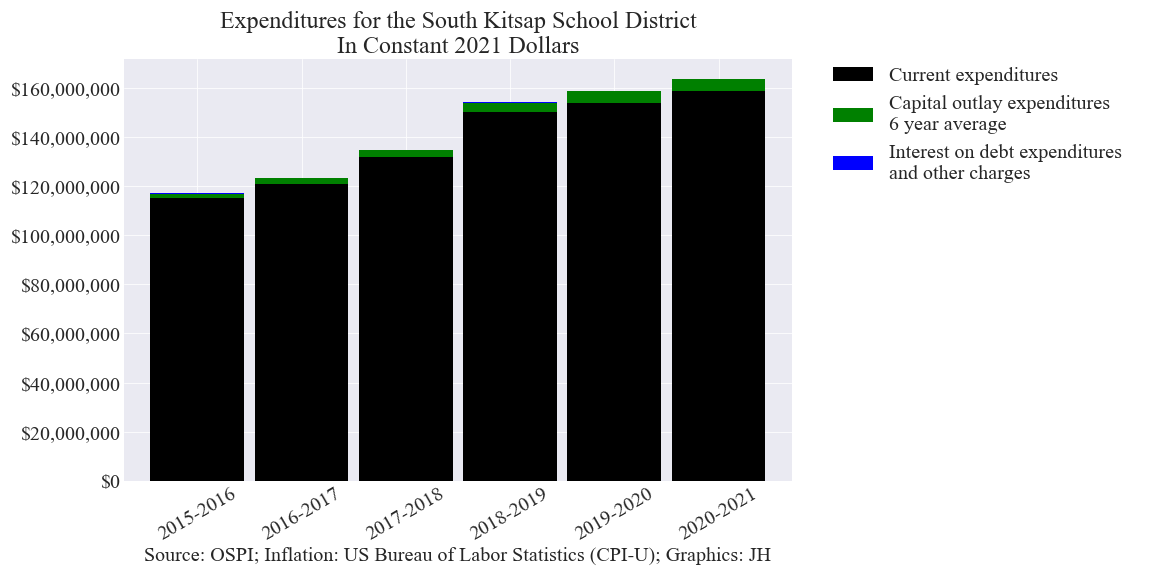 Expenditures for the South Kitsap School District
In Constant 2021 Dollars
$160,000,000
$140,000,000
$120,000,000
$100,000,000
$80,000,000
$60,000,000
$40,000,000
$20,000,000
$0
2015-2016
2016-2017
2017-2018
2018-2019
2019-2020
2020-2021
Source: OSPI; Inflation: US Bureau of Labor Statistics (CPI-U); Graphics: JH
Current expenditures
Capital outlay expenditures
6 year average
Interest on debt expenditures
and other charges